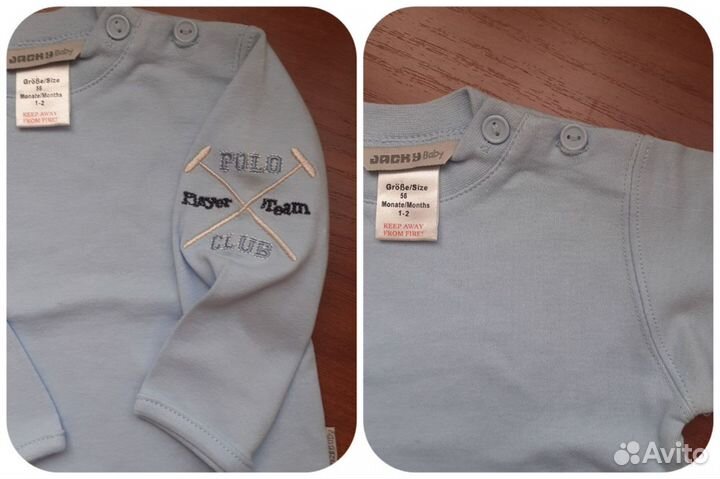 JACKY Baby
Größe/Size
56
Monate/Months
1-2
KEEP AWAY
FROM FIRE!
POLO
Player Team
CLUB
JACKY Baby
Größe/Size
56
Monate/Months
1-2
KEEP AWAY
FROM FIRE!
Avito